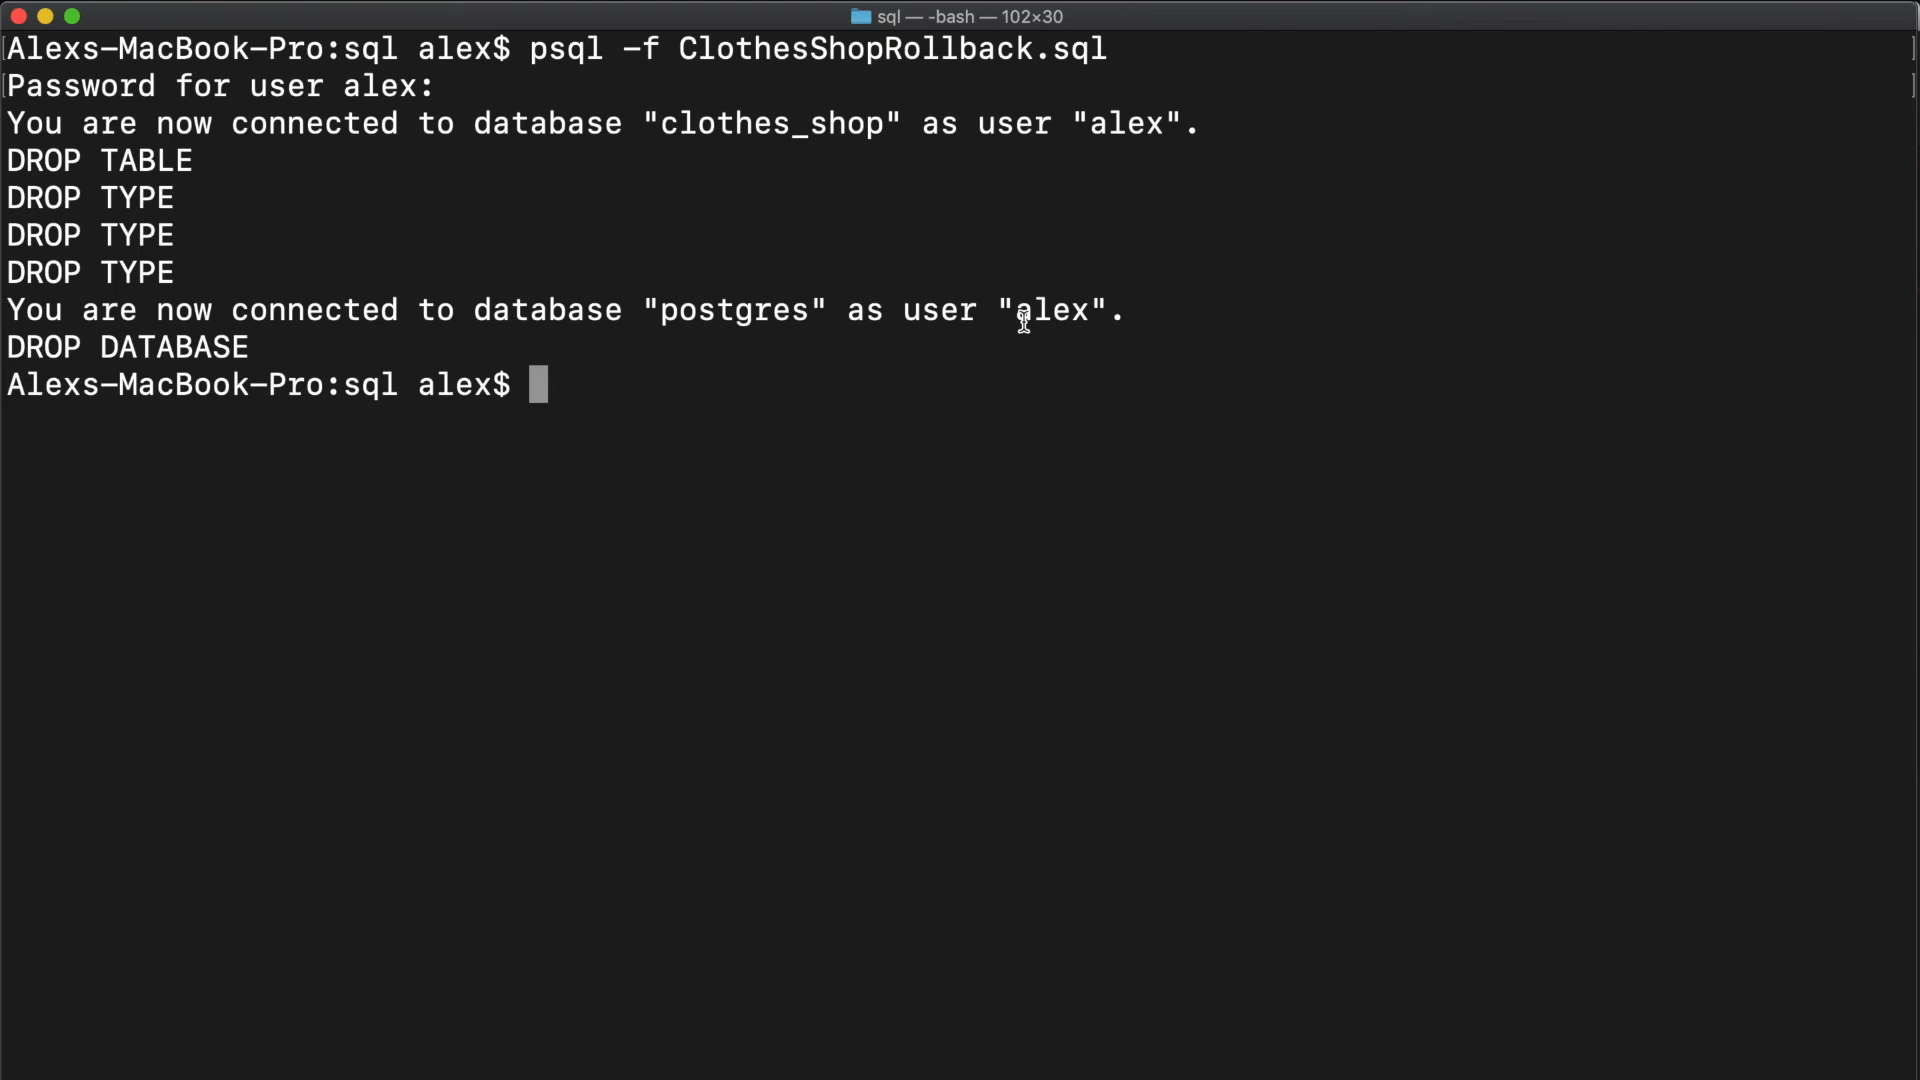 sql — -bash — 102×30
Alexs-MacBook-Pro:sql alex$ psql -f ClothesShopRollback.sql
Password for user alex:
You are now connected to database "clothes_shop" as user "alex".
DROP TABLE
DROP TYPE
DROP TYPE
DROP TYPE
You are now connected to database "postgres" as user "alex".
DROP DATABASE
Alexs-MacBook-Pro:sql alex$